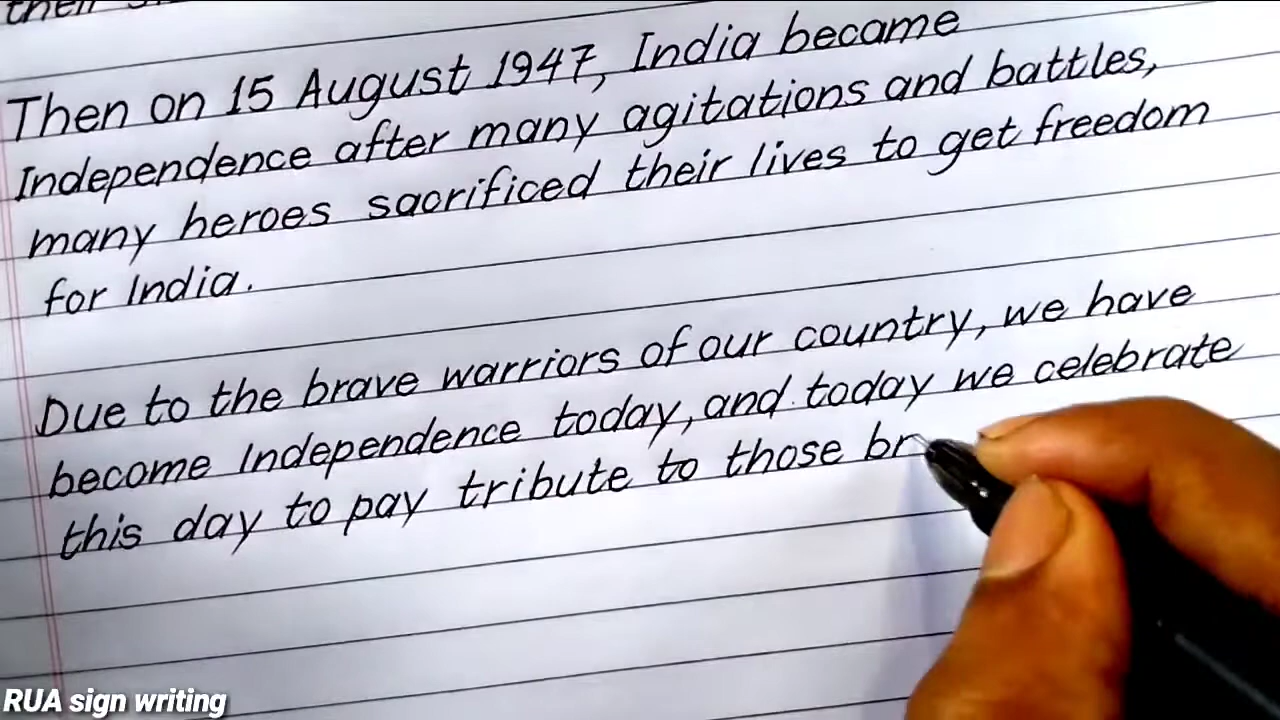 Then on 15 August 1947, India became
Independence after many agitations and battles,
many heroes sacrificed their lives to get freedom
for India.
Due to the brave warriors of our country, we have
become Independence today, and today we celebrate
this day to pay tribute to those br
RUA sign writing